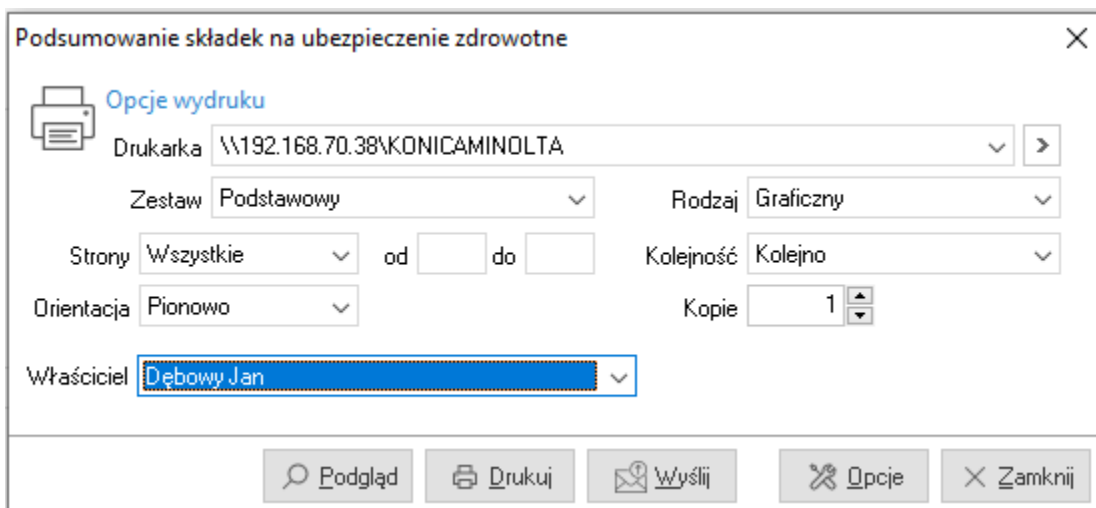 Podsumowanie składek na ubezpieczenie zdrowotne
Opcje wydruku
Drukarka \\192.168.70.38\KONICAMINOLTA
Zestaw Podstawowy Rodzaj Graficzny
Strony Wszystkie od do Kolejność Kolejno
Orientacja Pionowo Kopie 1
Właściciel Dębowy Jan
Podgląd Drukuj Wyślij Opcje Zamknij